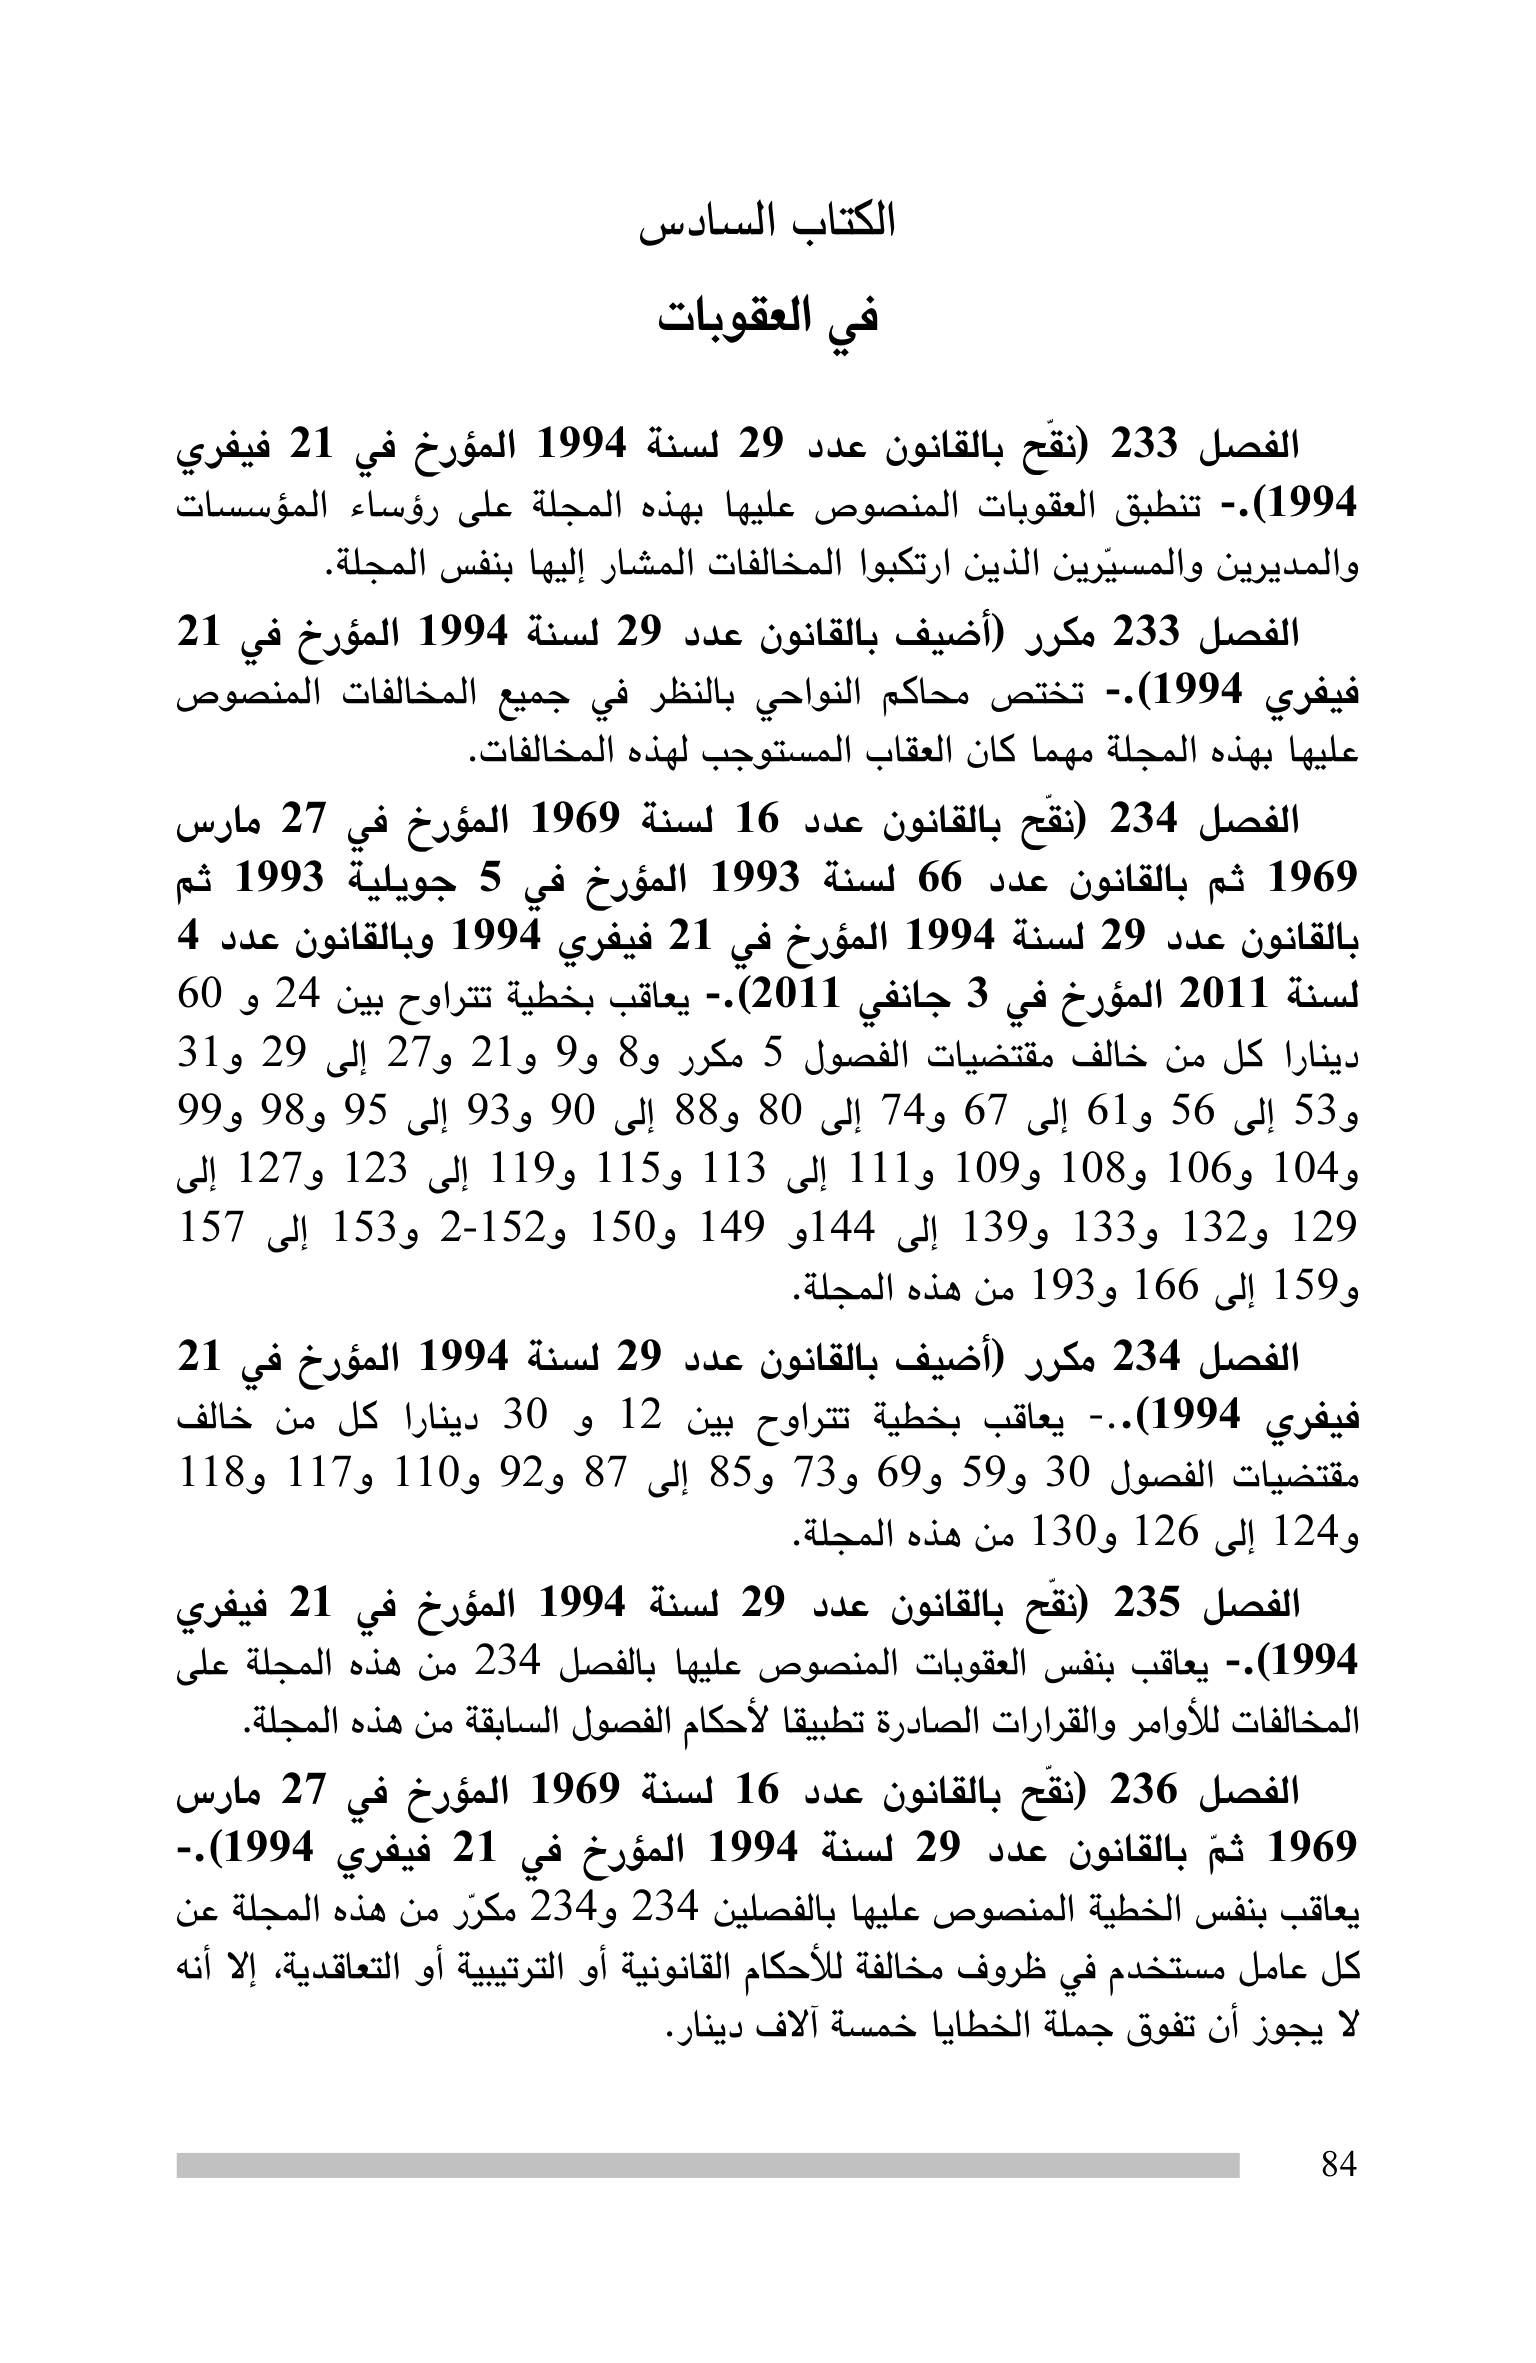 الكتاب السادس
في العقوبات
الفصل 233 (نقّح بالقانون عدد 29 لسنة 1994 المؤرخ في 21 فيفري
1994).- تنطبق العقوبات المنصوص عليها بهذه المجلة على رؤساء المؤسسات
والمديرين والمسيّرين الذين ارتكبوا المخالفات المشار إليها بنفس المجلة.
الفصل 233 مكرر (أضيف بالقانون عدد 29 لسنة 1994 المؤرخ في 21
فيفري 1994).- تختص محاكم النواحي بالنظر في جميع المخالفات المنصوص
عليها بهذه المجلة مهما كان العقاب المستوجب لهذه المخالفات.
الفصل 234 (نقّح بالقانون عدد 16 لسنة 1969 المؤرخ في 27 مارس
1969 ثم بالقانون عدد 66 لسنة 1993 المؤرخ في 5 جويلية 1993 ثم
بالقانون عدد 29 لسنة 1994 المؤرخ في 21 فيفري 1994 وبالقانون عدد 4
لسنة 2011 المؤرخ في 3 جانفي 2011).- يعاقب بخطية تتراوح بين 24 و 60
دينارا كل من خالف مقتضيات الفصول 5 مكرر و8 و9 و21 و27 إلى 29 و31
و53 إلى 56 و61 إلى 67 و74 إلى 80 و88 إلى 90 و93 إلى 95 و98 و99
و104 و106 و108 و109 و111 إلى 113 و115 و119 إلى 123 و127 إلى
129 و132 و133 و139 إلى 144و 149 و150 و152-2 و153 إلى 157
و159 إلى 166 و193 من هذه المجلة.
الفصل 234 مكرر (أضيف بالقانون عدد 29 لسنة 1994 المؤرخ في 21
فيفري 1994)..- يعاقب بخطية تتراوح بين 12 و 30 دينارا كل من خالف
مقتضيات الفصول 30 و59 و69 و73 و85 إلى 87 و92 و110 و117 و118
و124 إلى 126 و130 من هذه المجلة.
الفصل 235 (نقّح بالقانون عدد 29 لسنة 1994 المؤرخ في 21 فيفري
1994).- يعاقب بنفس العقوبات المنصوص عليها بالفصل 234 من هذه المجلة على
المخالفات للأوامر والقرارات الصادرة تطبيقا لأحكام الفصول السابقة من هذه المجلة.
الفصل 236 (نقّح بالقانون عدد 16 لسنة 1969 المؤرخ في 27 مارس
1969 ثمّ بالقانون عدد 29 لسنة 1994 المؤرخ في 21 فيفري 1994).-
يعاقب بنفس الخطية المنصوص عليها بالفصلين 234 و234 مكرّر من هذه المجلة عن
كل عامل مستخدم في ظروف مخالفة للأحكام القانونية أو الترتيبية أو التعاقدية، إلا أنه
لا يجوز أن تفوق جملة الخطايا خمسة آلاف دينار.
84